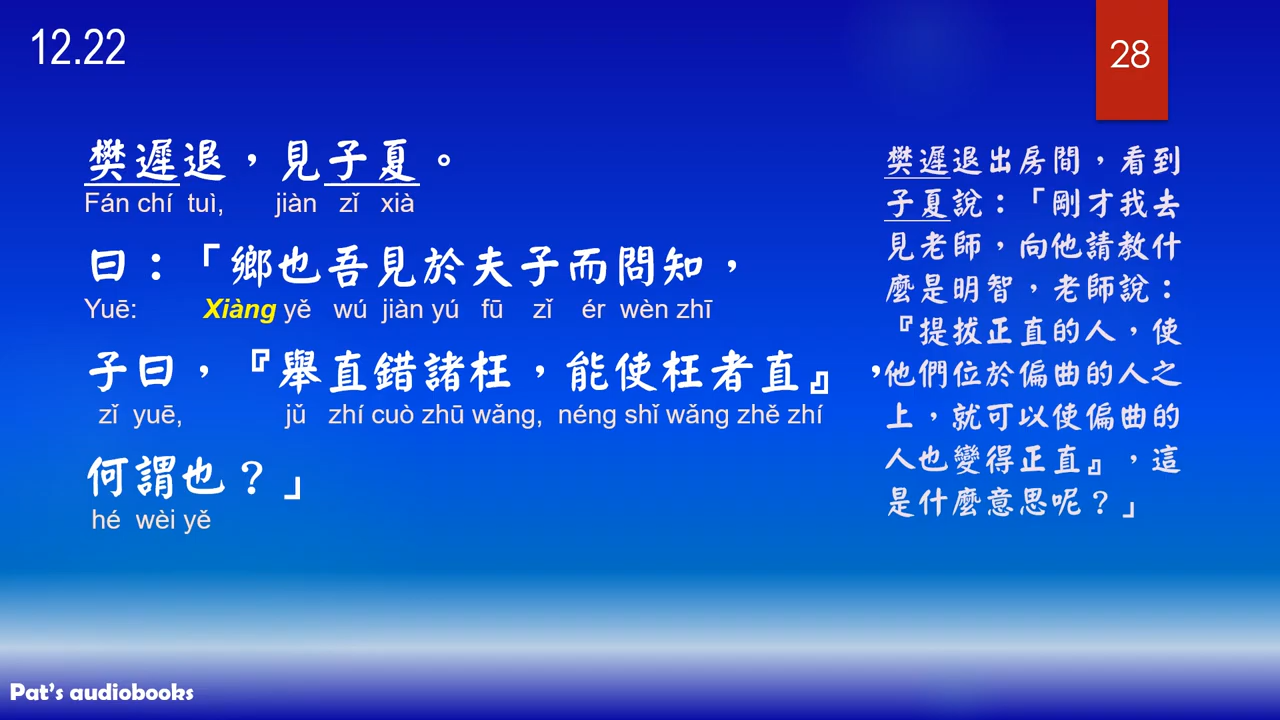 12.22
28
樊遲退，見子夏。
Fán chí tuì, jiàn zǐ xià
曰：「鄉也吾見於夫子而問知，
Yuē: Xiàng yě wú jiàn yú fū zǐ ér wèn zhī
子曰，『舉直錯諸枉，能使枉者直』，
zǐ yuē, jǔ zhí cuò zhū wǎng, néng shǐ wǎng zhě zhí
何謂也？」
hé wèi yě
樊遲退出房間，看到
子夏說：「剛才我去
見老師，向他請教什
麼是明智，老師說：
『提拔正直的人，使
他們位於偏曲的人之
上，就可以使偏曲的
人也變得正直』，這
是什麼意思呢？」
Pat's audiobooks